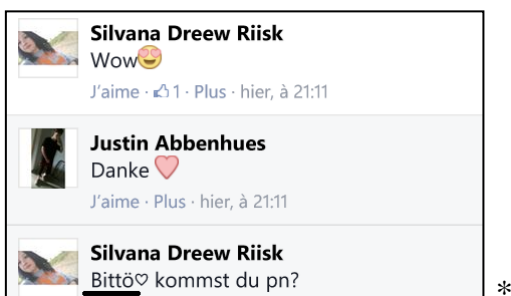 Silvana Dreew Riisk
Wow😍
J'aime · 👍1 · Plus · hier, à 21:11
Justin Abbenhues
Danke ❤
J'aime · Plus · hier, à 21:11
Silvana Dreew Riisk
Bittö♡ kommst du pn?
*